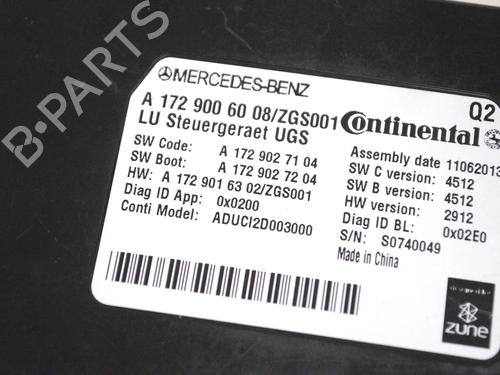 B-PARTS
MERCEDES-BENZ
Q2
A 172 900 60 08/ZGS001
Continental
LU Steuergeraet UGS
SW Code: A 172 902 71 04
SW Boot: A 172 902 72 04
HW: A 172 901 63 02/ZGS001
Diag ID App: 0x0200
Conti Model: ADUCI2D003000
Assembly date 11062013
SW C version: 4512
SW B version: 4512
HW version: 2912
Diag ID BL: 0x02E0
S/N: S0740049
Made in China
zune